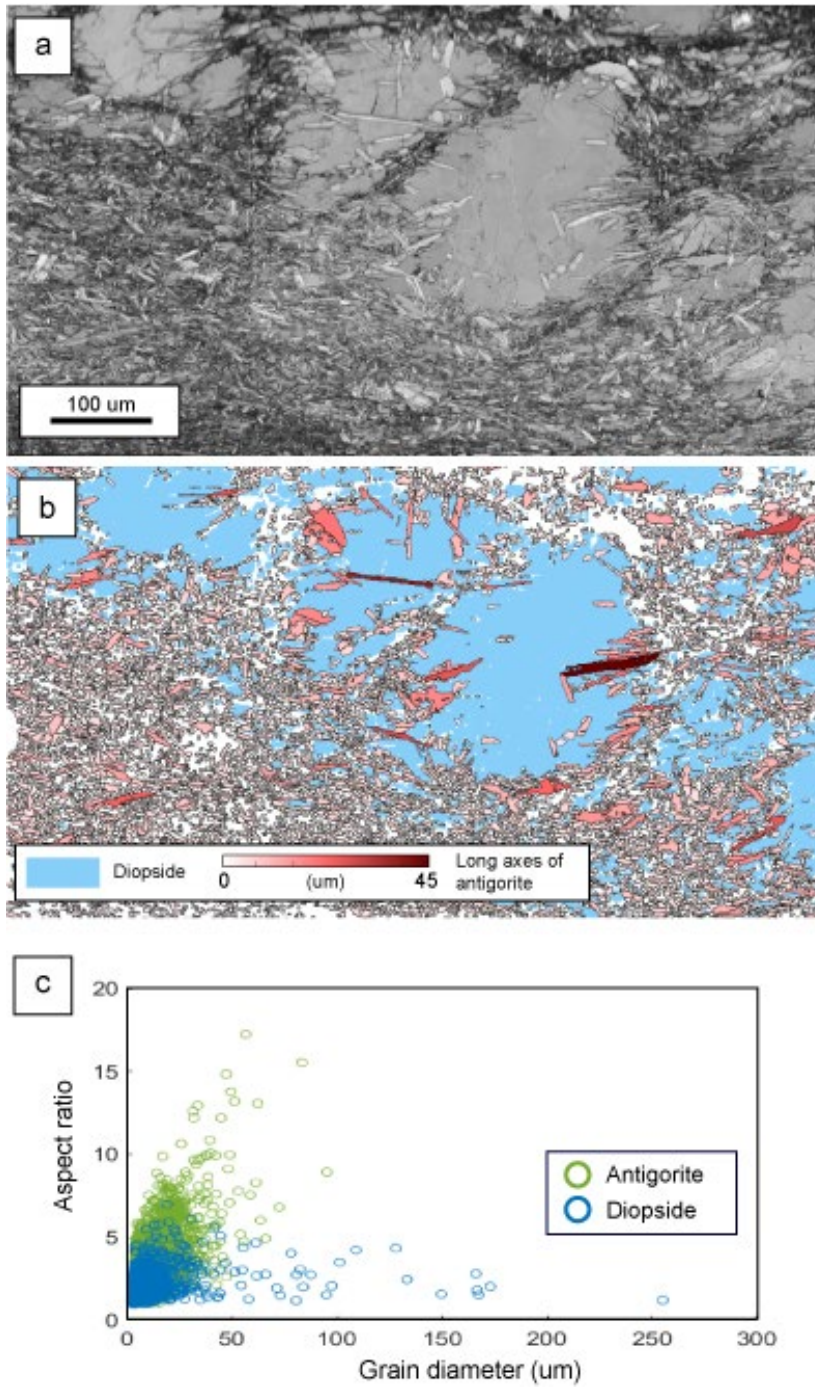 a
100 um
b
Diopside
0
(um)
45
Long axes of
antigorite
c
20
15
10
5
0
Aspect ratio
Antigorite
Diopside
0 50 100 150 200 250 300
Grain diameter (um)